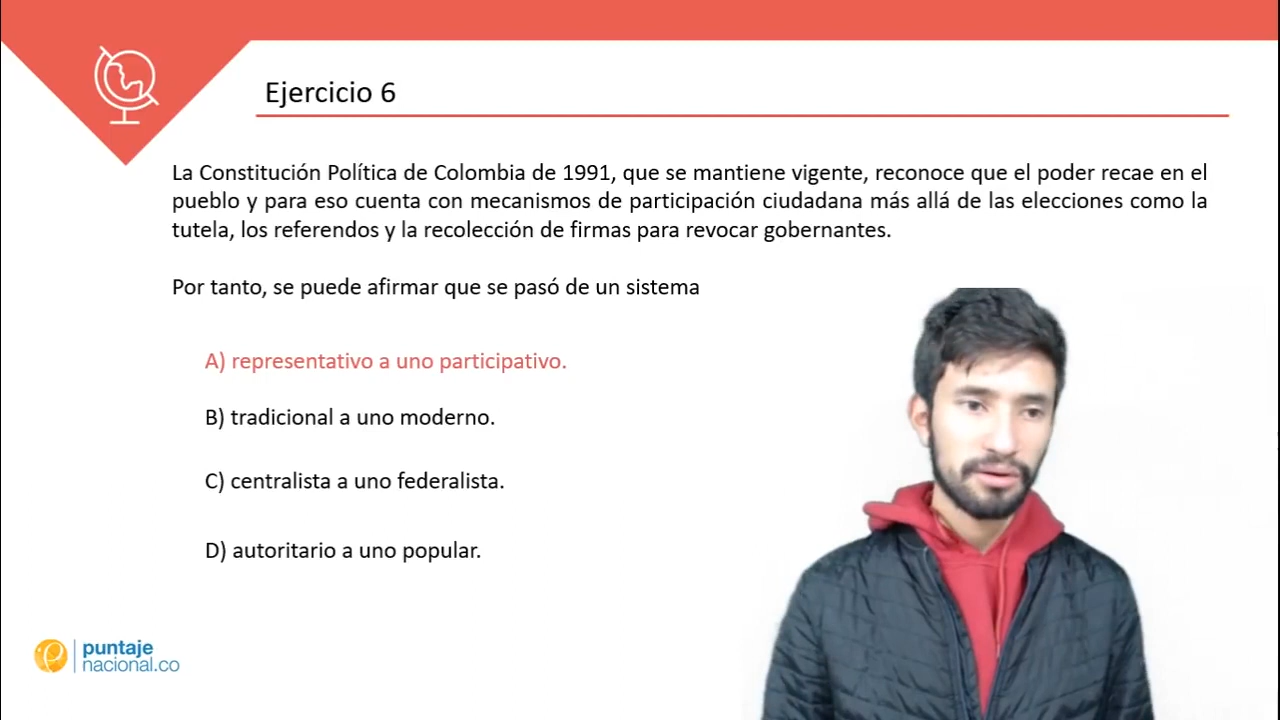 Ejercicio 6
La Constitución Política de Colombia de 1991, que se mantiene vigente, reconoce que el poder recae en el
pueblo y para eso cuenta con mecanismos de participación ciudadana más allá de las elecciones como la
tutela, los referendos y la recolección de firmas para revocar gobernantes.
Por tanto, se puede afirmar que se pasó de un sistema
A) representativo a uno participativo.
B) tradicional a uno moderno.
C) centralista a uno federalista.
D) autoritario a uno popular.
puntaje
nacional.co